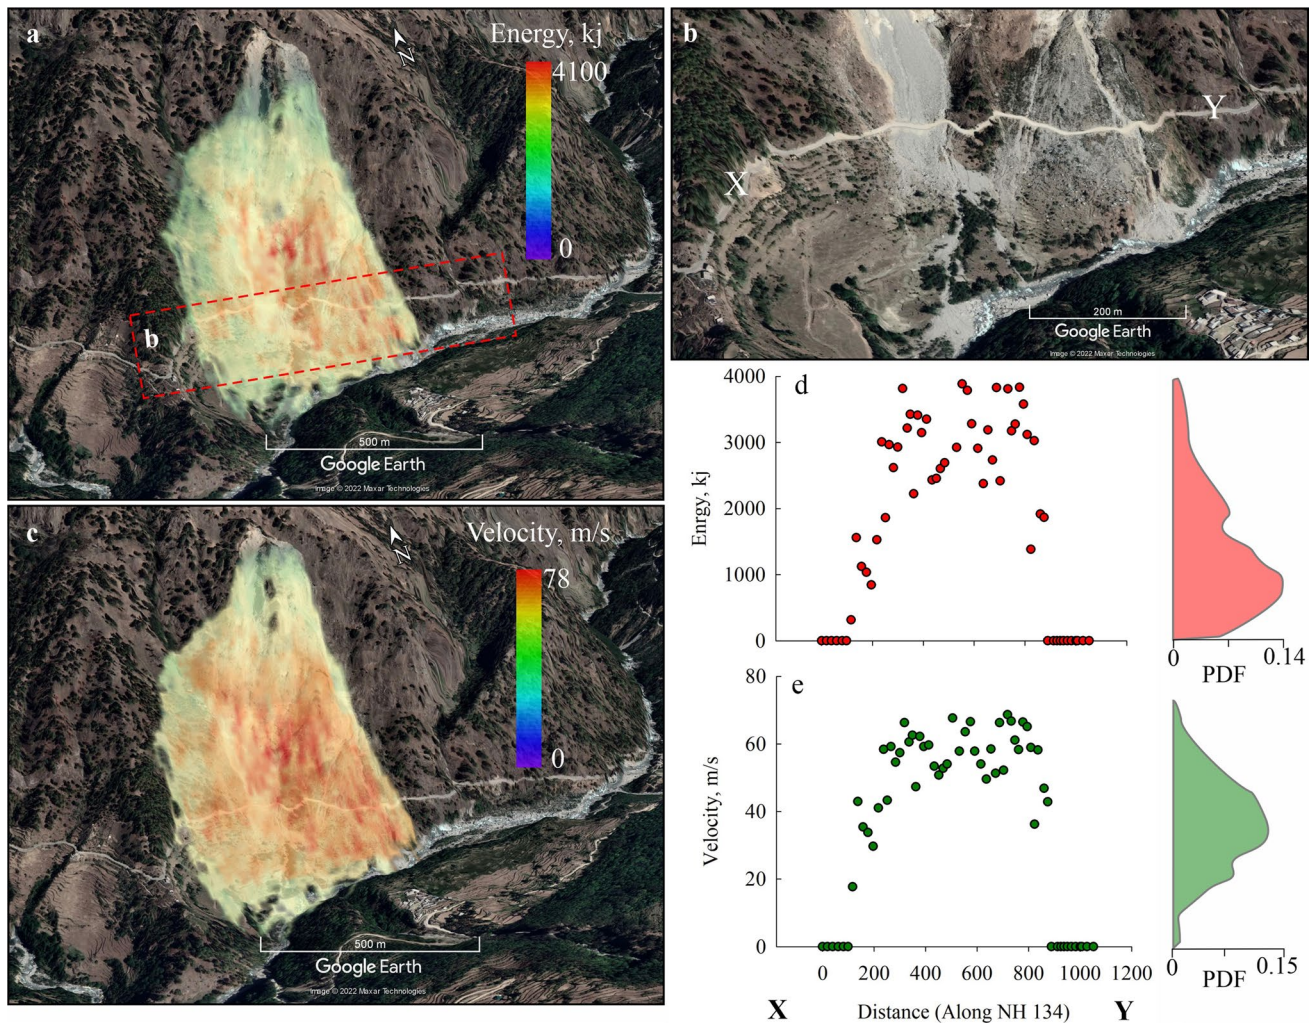 a
Energy, kj
4100
0
N
b
500 m
Google Earth
Image © 2022 Maxar Technologies
b
X
Y
200 m
Google Earth
Image © 2022 Maxar Technologies
c
Velocity, m/s
78
0
N
500 m
Google Earth
Image © 2022 Maxar Technologies
d
Enrgy, kj
4000
3000
2000
1000
0
0 0.14
PDF
e
Velocity, m/s
80
60
40
20
0
0 200 400 600 800 1000 1200
X Distance (Along NH 134) Y
0 0.15
PDF